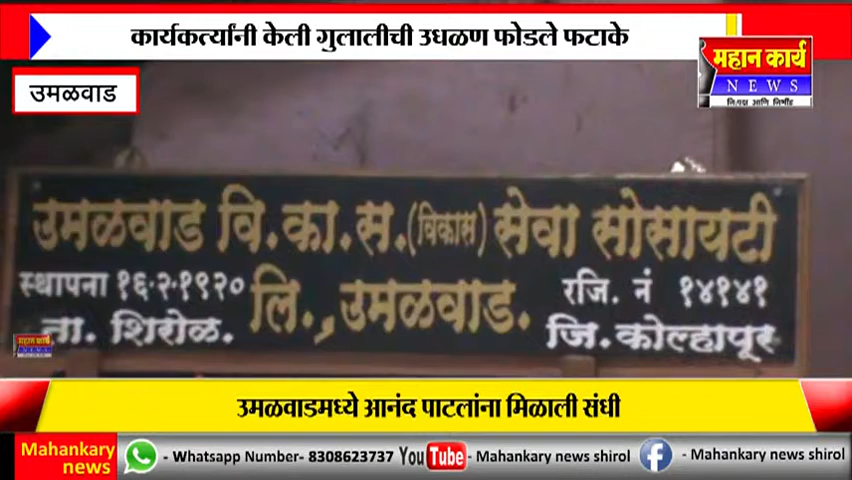 कार्यकर्त्यांनी केली गुलालीची उधळण फोडले फटाके
महान कार्य
NEWS
उमळवाड
उमळवाड वि.का.स.(विकास) सेवा सोसायटी
स्थापना १६.२.१९२० लि., उमळवाड. रजि. नं १४१४१
ता. शिरोळ. जि. कोल्हापूर
उमळवाडमध्ये आनंद पाटलांना मिळाली संधी
Mahankary news
- Whatsapp Number- 8308623737 YouTube - Mahankary news shirol f - Mahankary news shirol